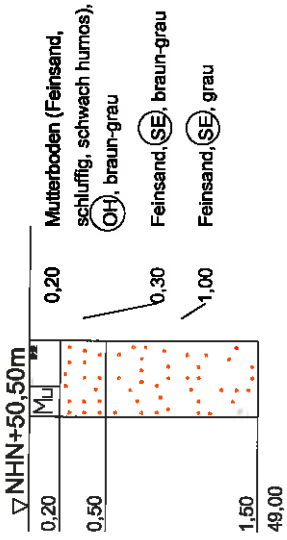 ▽NHN+50,50m
0,20
Mu
0,20
Mutterboden (Feinsand,
schluffig, schwach humos),
OH, braun-grau
0,50
0,30
Feinsand, SE, braun-grau
1,00
Feinsand, SE, grau
1,50
49,00